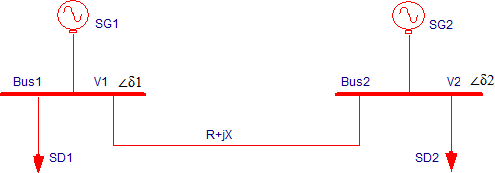 SG1
SG2
Bus1 V1 ∠δ1
Bus2 V2 ∠δ2
R+jX
SD1
SD2